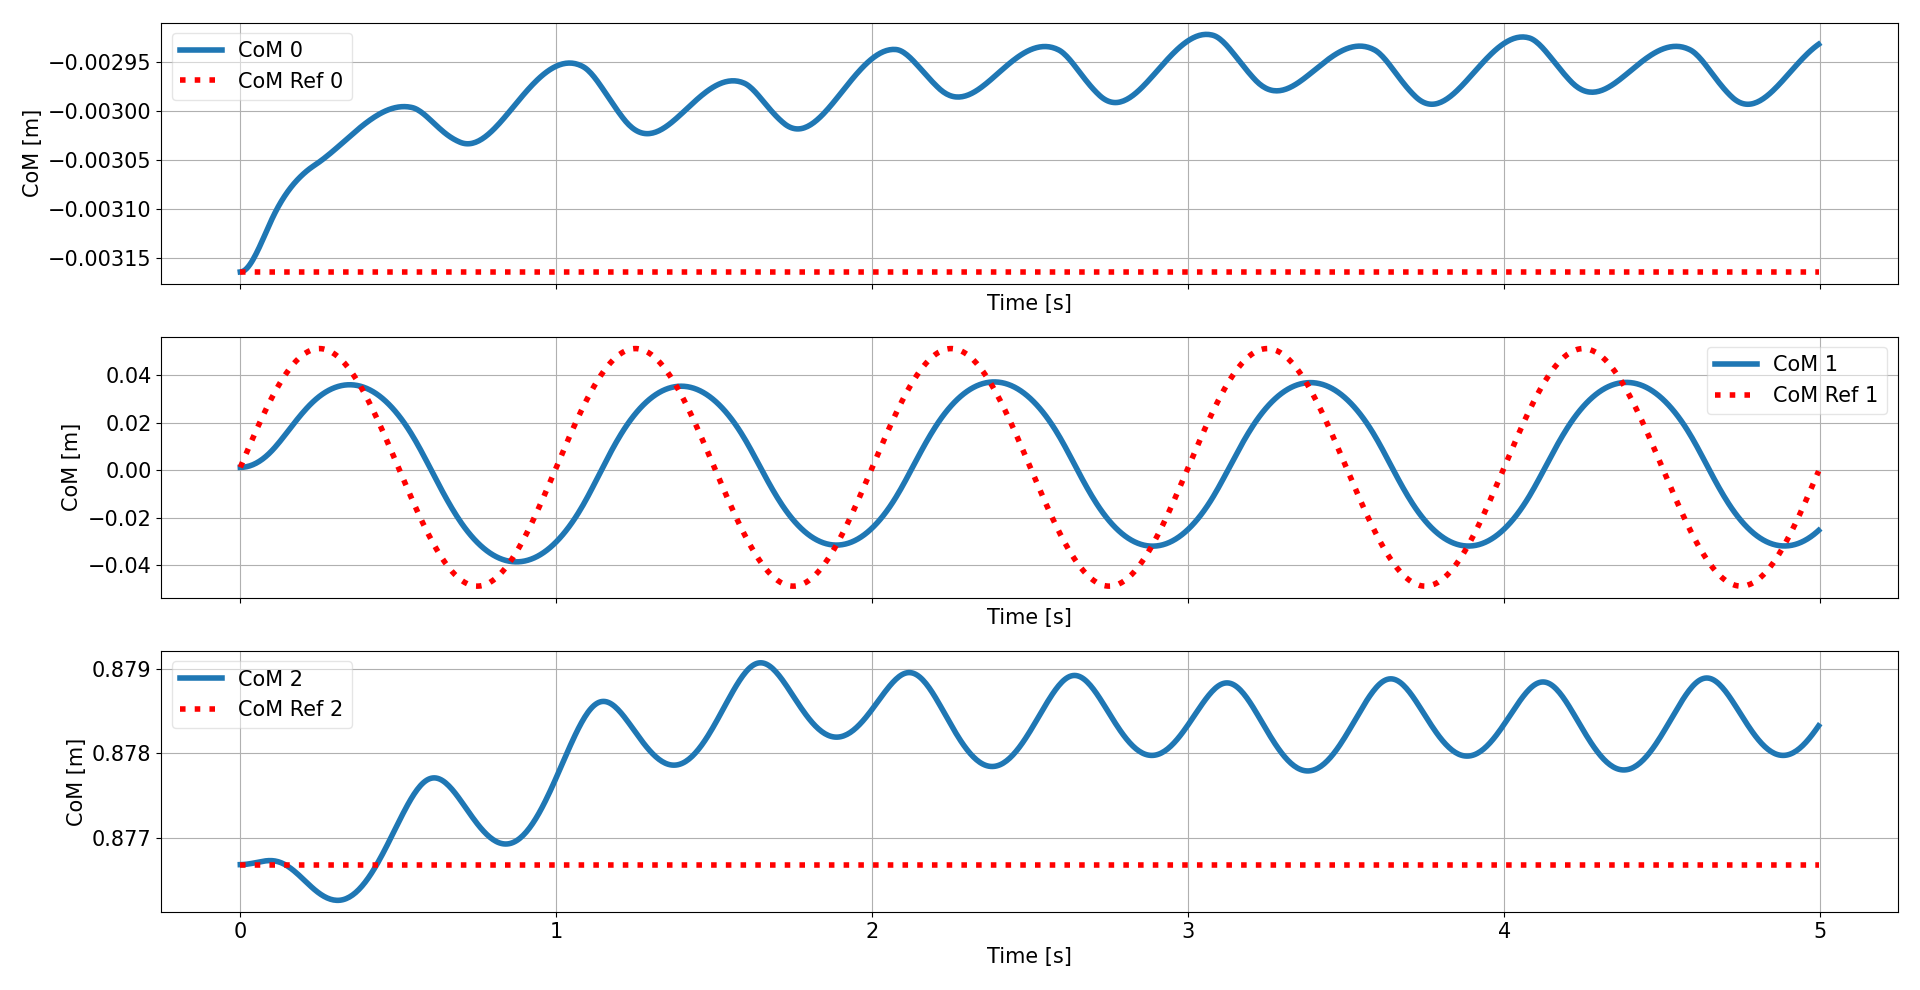 CoM 0
CoM Ref 0
−0.00295
−0.00300
−0.00305
−0.00310
−0.00315
CoM [m]
Time [s]
CoM 1
CoM Ref 1
0.04
0.02
0.00
−0.02
−0.04
CoM [m]
Time [s]
CoM 2
CoM Ref 2
0.879
0.878
0.877
CoM [m]
0 1 2 3 4 5
Time [s]